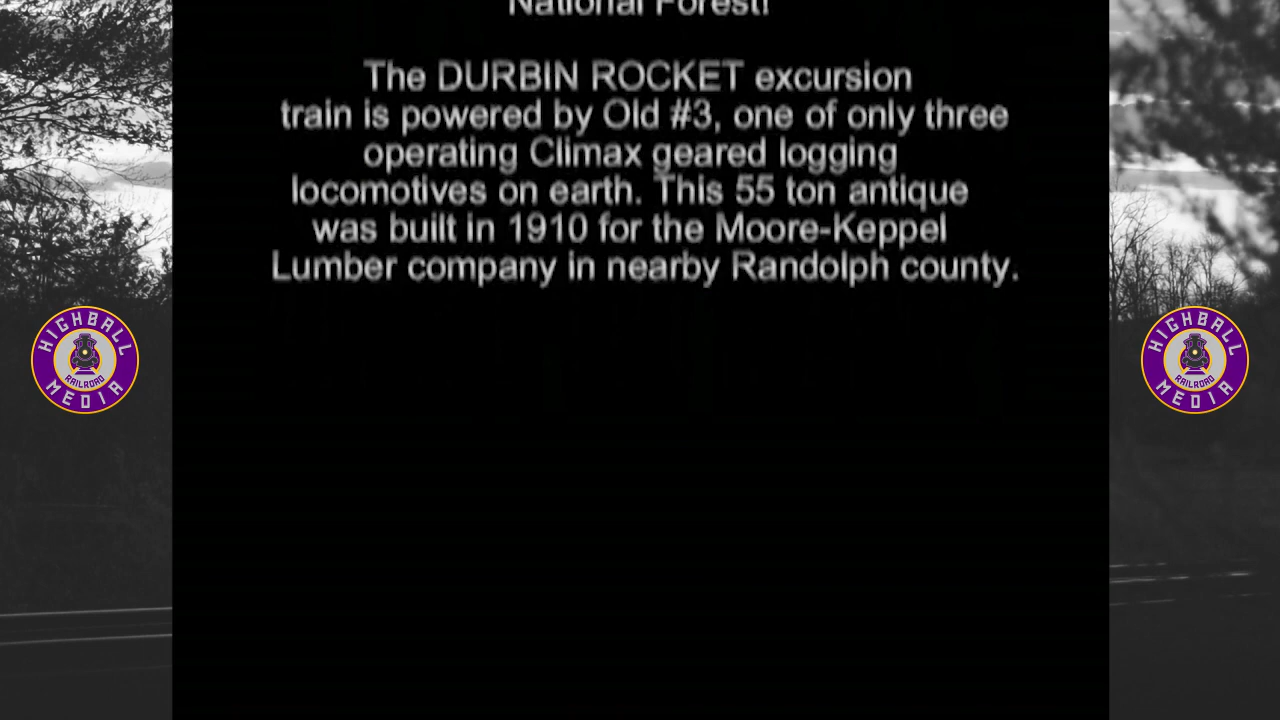 National Forest!
The DURBIN ROCKET excursion
train is powered by Old #3, one of only three
operating Climax geared logging
locomotives on earth. This 55 ton antique
was built in 1910 for the Moore-Keppel
Lumber company in nearby Randolph county.
HIGHBALL
RAILROAD
MEDIA
HIGHBALL
RAILROAD
MEDIA